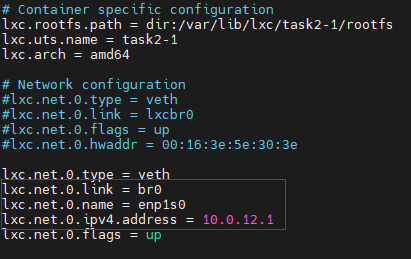 # Container specific configuration
lxc.rootfs.path = dir:/var/lib/lxc/task2-1/rootfs
lxc.uts.name = task2-1
lxc.arch = amd64
# Network configuration
#lxc.net.0.type = veth
#lxc.net.0.link = lxcbr0
#lxc.net.0.flags = up
#lxc.net.0.hwaddr = 00:16:3e:5e:30:3e
lxc.net.0.type = veth
lxc.net.0.link = br0
lxc.net.0.name = enp1s0
lxc.net.0.ipv4.address = 10.0.12.1
lxc.net.0.flags = up